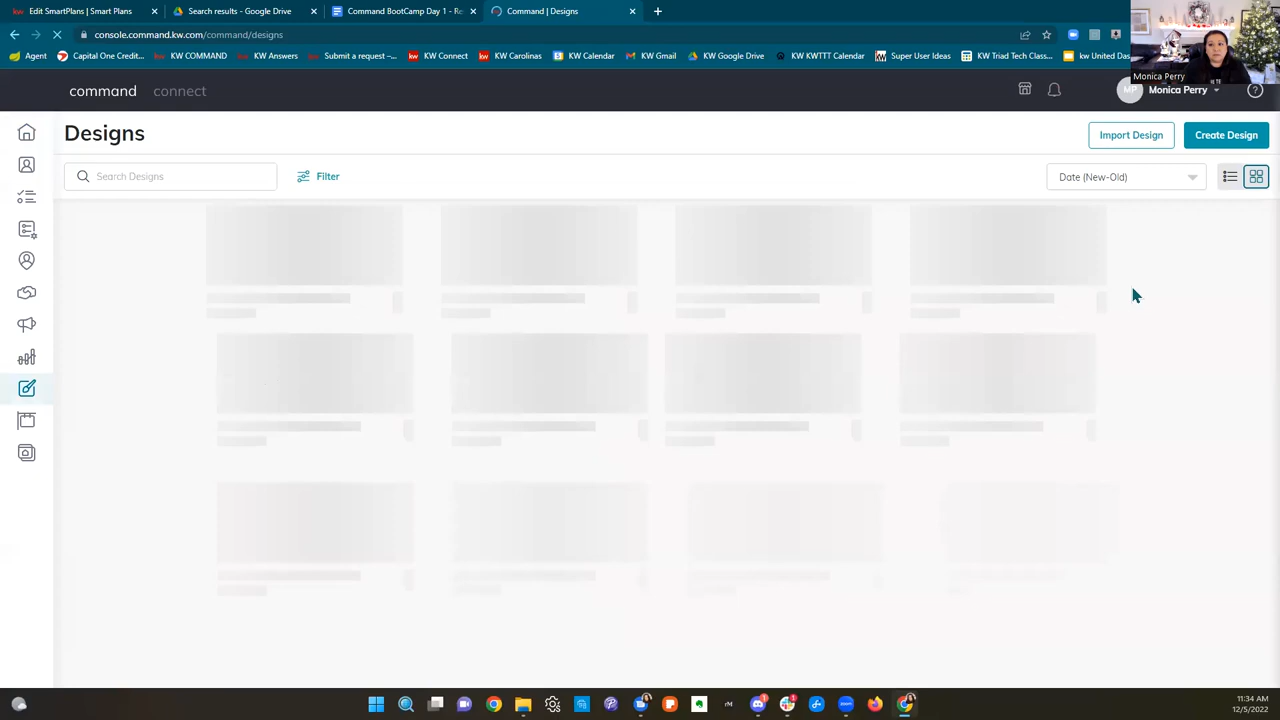 Edit SmartPlans | Smart Plans
Search results - Google Drive
Command BootCamp Day 1 - Re
Command | Designs
console.command.kw.com/command/designs
Agent
Capital One Credit...
KW COMMAND
KW Answers
Submit a request –...
KW Connect
KW Carolinas
KW Calendar
KW Gmail
KW Google Drive
KW KWTTT Calendar
Super User Ideas
KW Triad Tech Class...
kw United Das
Monica Perry
command connect
MP Monica Perry
Designs
Import Design
Create Design
Search Designs
Filter
Date (New-Old)
11:34 AM
12/5/2022